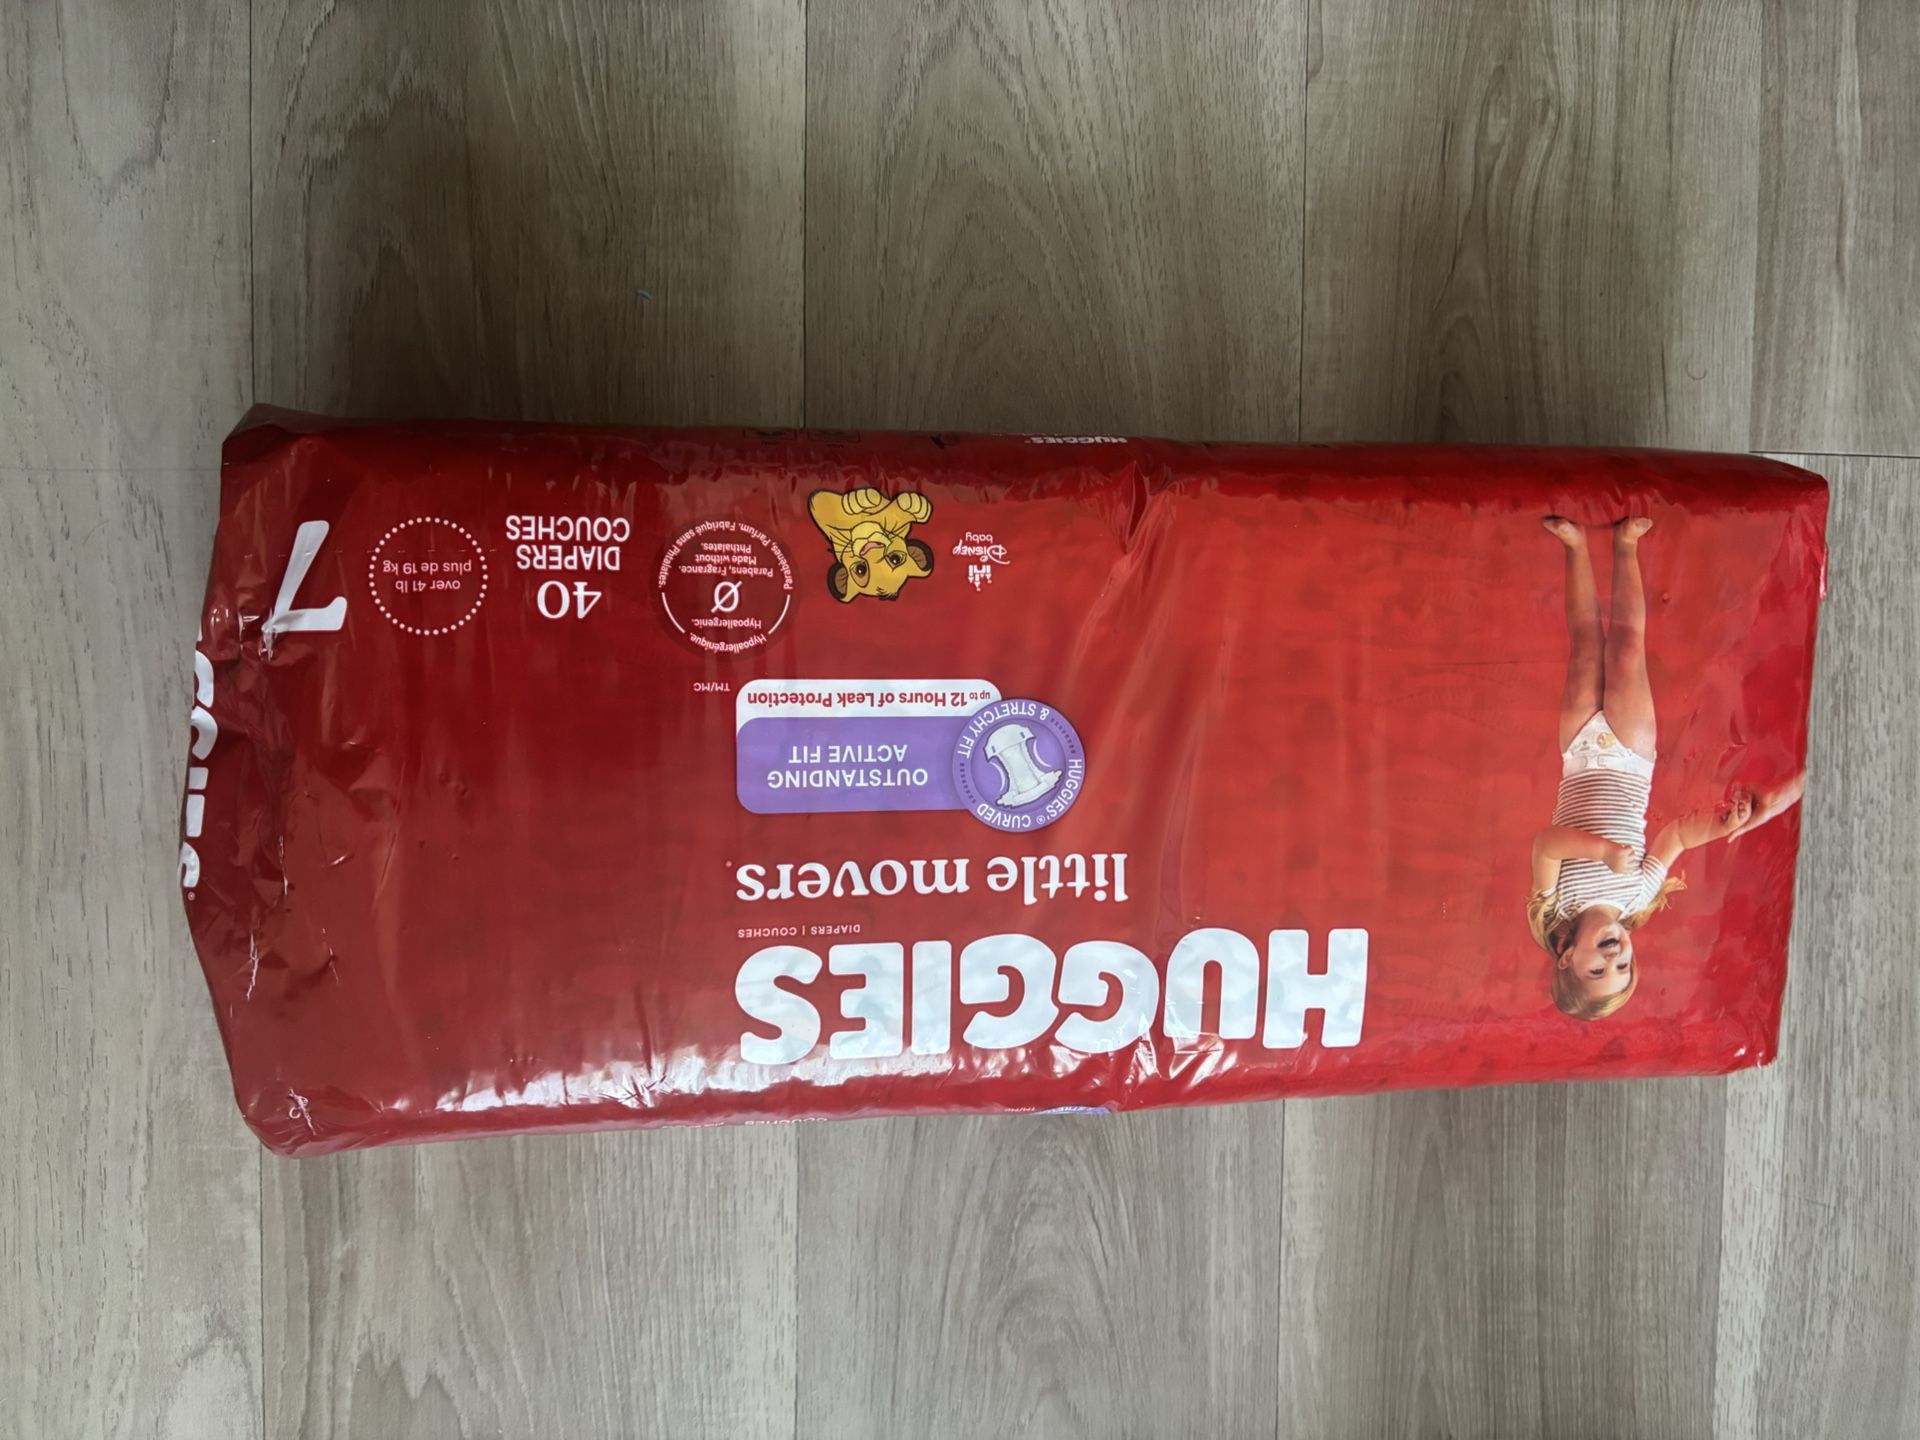 HUGGIES
DIAPERS | COUCHES
little movers.
HUGGIES® CURVED
& STRETCHY FIT
OUTSTANDING
ACTIVE FIT
up to 12 Hours of Leak Protection
TM/MC
Disney
baby
Hypoallergénique.
Hypoallergenic.
Ø
Parabens, Fragrance.
Made without
Phthalates.
Parabènes, Parfum. Fabriqué sans Phtalates.
40
DIAPERS
COUCHES
over 41 lb
plus de 19 kg
7
HUGGIES
COUCHES